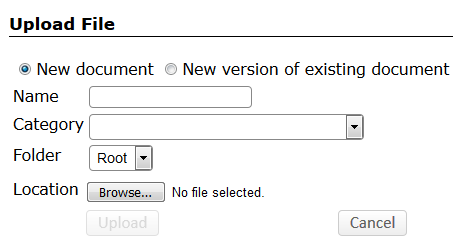 Upload File
New document New version of existing document
Name
Category
Folder Root
Location Browse... No file selected.
Upload Cancel